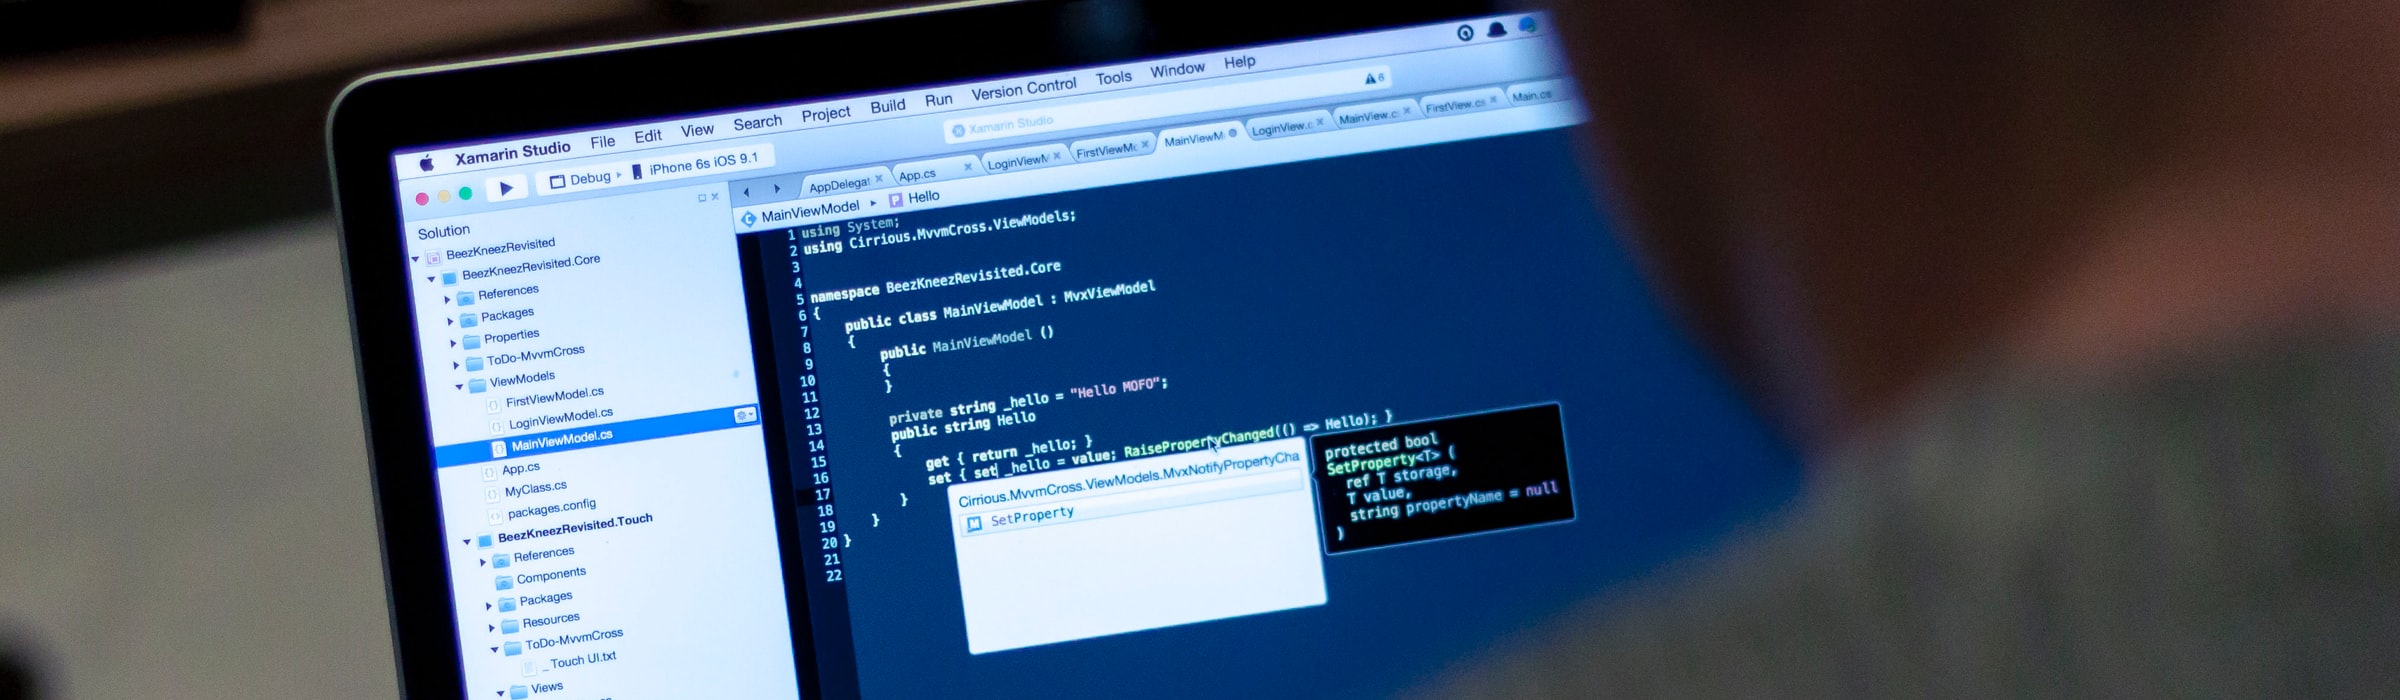 Xamarin Studio File Edit View Search Project Build Run Version Control Tools Window Help
Debug iPhone 6s iOS 9.1
Xamarin Studio
6
AppDelegat App.cs LoginViewM FirstViewMo MainViewM LoginView.c MainView.c FirstView.cs Main.cs
MainViewModel Hello
Solution
BeezKneezRevisited
BeezKneezRevisited.Core
References
Packages
Properties
ToDo-MvvmCross
ViewModels
FirstViewModel.cs
LoginViewModel.cs
MainViewModel.cs
App.cs
MyClass.cs
packages.config
BeezKneezRevisited.Touch
References
Components
Packages
Resources
ToDo-MvvmCross
_Touch UI.txt
Views
1 using System;
2 using Cirrious.MvvmCross.ViewModels;
3
4
5 namespace BeezKneezRevisited.Core
6 {
7 public class MainViewModel : MvxViewModel
8 {
9 public MainViewModel ()
10 {
11 }
12
13 private string _hello = "Hello MOFO";
14 public string Hello
15 {
16 get { return _hello; }
17 set { set _hello = value; RaisePropertyChanged(() => Hello); }
18 }
19 }
20 }
21
22
Cirrious.MvvmCross.ViewModels.MvxNotifyPropertyCha
SetProperty
protected bool
SetProperty<T> (
ref T storage,
T value,
string propertyName = null
)